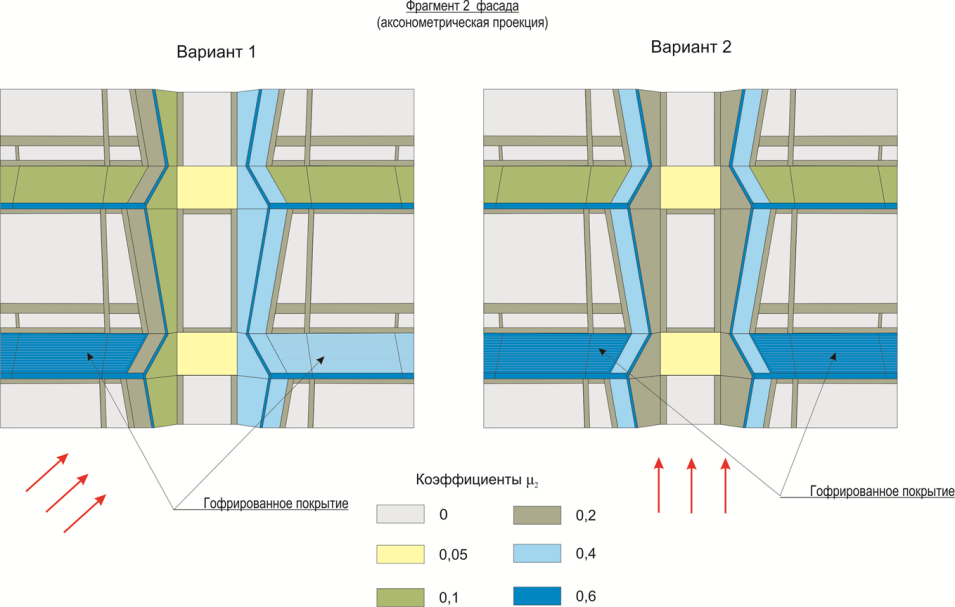 Фрагмент 2 фасада
(аксонометрическая проекция)
Вариант 1
Вариант 2
Гофрированное покрытие
Гофрированное покрытие
Коэффициенты μ₂
0
0,2
0,05
0,4
0,1
0,6